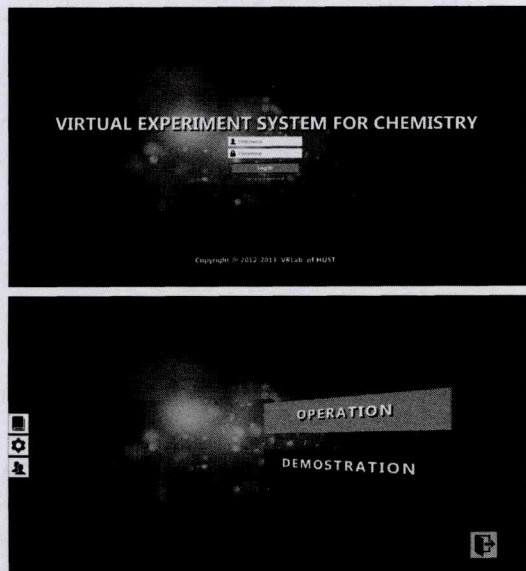 VIRTUAL EXPERIMENT SYSTEM FOR CHEMISTRY
Log in
Copyright © 2012-2013 VRLab of HUST
OPERATION
DEMOSTRATION